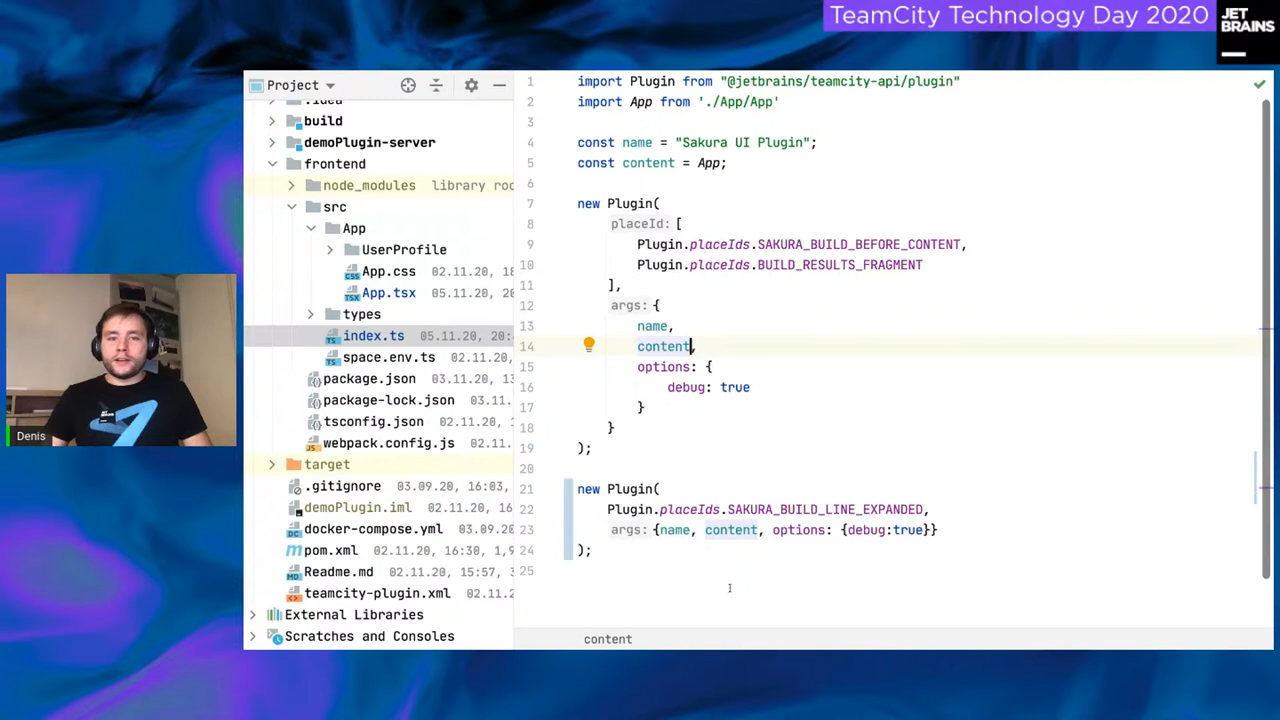 TeamCity Technology Day 2020
JET
BRAINS
Project
.idea
build
demoPlugin-server
frontend
node_modules library roo
src
App
UserProfile
App.css 02.11.20, 18
App.tsx 05.11.20, 20
types
index.ts 05.11.20, 20:
space.env.ts 02.11.2
package.json 03.11.20, 13
package-lock.json 03.11.
tsconfig.json 02.11.20, 1
webpack.config.js 02.11.
target
.gitignore 03.09.20, 16:03,
demoPlugin.iml 02.11.20, 16
docker-compose.yml 03.09.20
pom.xml 02.11.20, 16:30, 1,9
Readme.md 02.11.20, 15:57, 3
teamcity-plugin.xml 02.11.2
External Libraries
Scratches and Consoles
1 import Plugin from "@jetbrains/teamcity-api/plugin"
2 import App from './App/App'
3
4 const name = "Sakura UI Plugin";
5 const content = App;
6
7 new Plugin(
8 placeId: [
9 Plugin.placeIds.SAKURA_BUILD_BEFORE_CONTENT,
10 Plugin.placeIds.BUILD_RESULTS_FRAGMENT
11 ],
12 args: {
13 name,
14 content,
15 options: {
16 debug: true
17 }
18 }
19 );
20
21 new Plugin(
22 Plugin.placeIds.SAKURA_BUILD_LINE_EXPANDED,
23 args: {name, content, options: {debug:true}}
24 );
25
content
Denis